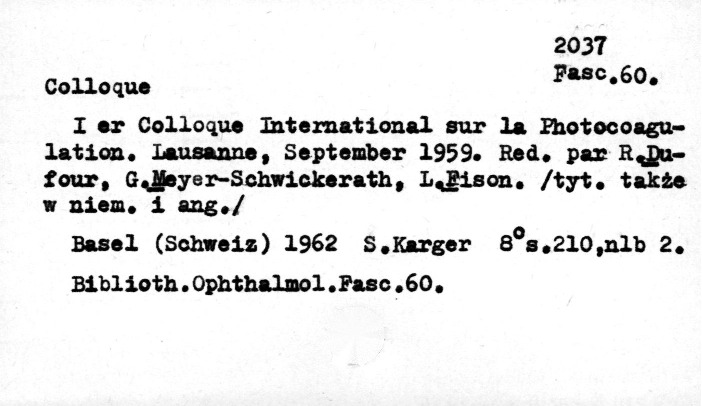 2037
Fasc.60.
Colloque
I er Colloque International sur la Photocoagu-
lation. Lausanne, September 1959. Red. par R.Du-
four, G.Meyer-Schwickerath, L.Fison. /tyt. także
w niem. i ang./
Basel (Schweiz) 1962 S.Karger 8°s.210,nlb 2.
Biblioth.Ophthalmol.Fasc.60.